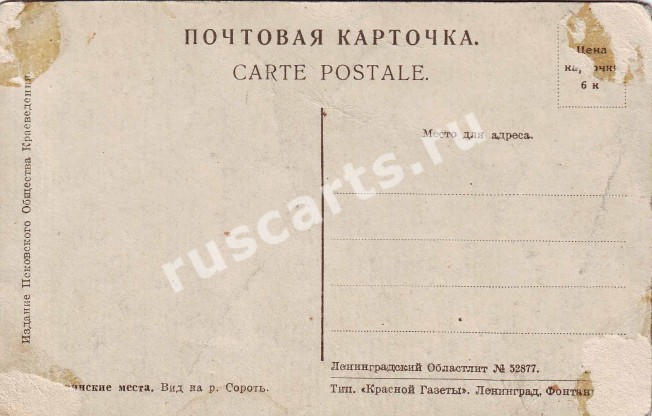 ПОЧТОВАЯ КАРТОЧКА.
CARTE POSTALE.
Цена
6 к
Место для адреса.
Издание Псковского Общества Краеведения
ruscarts.ru
Ленинградский Областлит № 52877.
места. Вид на р. Сороть.
Тип. «Красной Газеты». Ленинград,